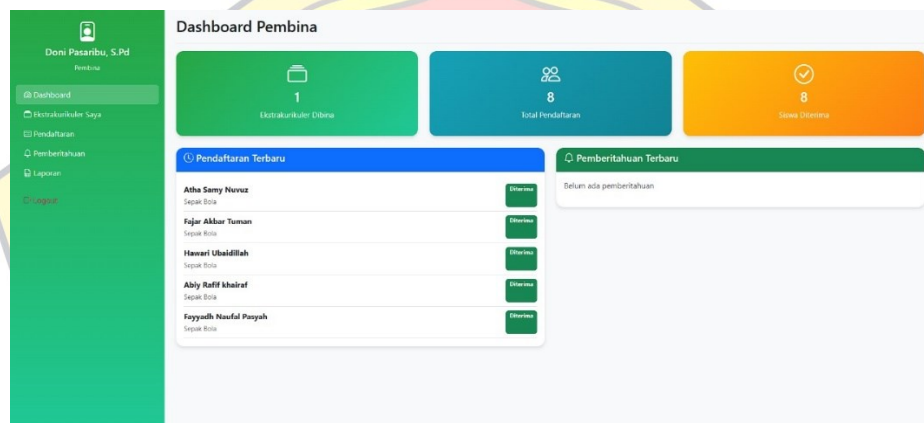 Doni Pasaribu, S.Pd
Pembina
Dashboard
Ekstrakurikuler Saya
Pendaftaran
Pemberitahuan
Laporan
Logout
Dashboard Pembina
1
Ekstrakurikuler Dibina
8
Total Pendaftaran
8
Siswa Diterima
Pendaftaran Terbaru
Atha Samy Nuvuz
Sepak Bola
Diterima
Fajar Akbar Tuman
Sepak Bola
Diterima
Hawari Ubaidillah
Sepak Bola
Diterima
Abiy Rafif khairaf
Sepak Bola
Diterima
Fayyadh Naufal Pasyah
Sepak Bola
Diterima
Pemberitahuan Terbaru
Belum ada pemberitahuan